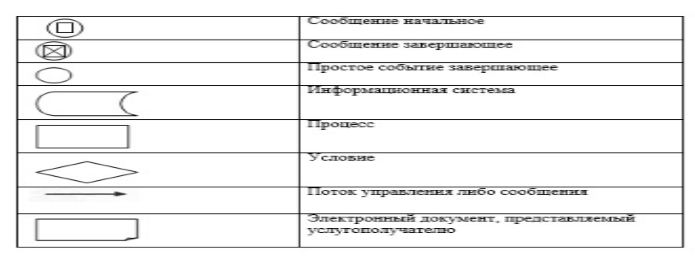 Сообщение начальное
Сообщение завершающее
Простое событие завершающее
Информационная система
Процесс
Условие
Поток управления либо сообщения
Электронный документ, представляемый
услугополучателю